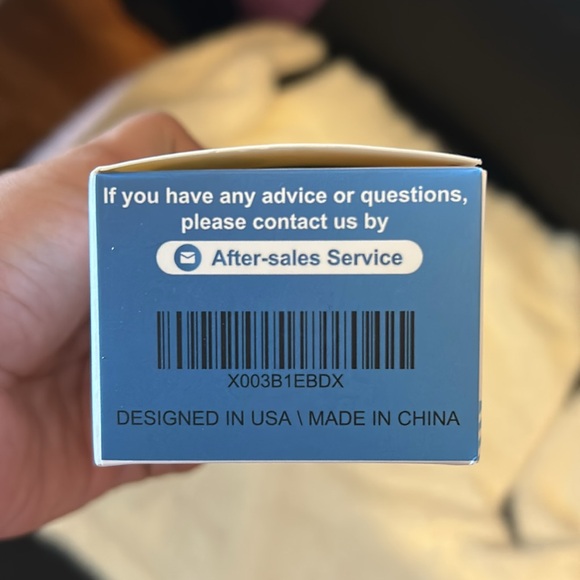 If you have any advice or questions,
please contact us by
After-sales Service
X003B1EBDX
DESIGNED IN USA \ MADE IN CHINA